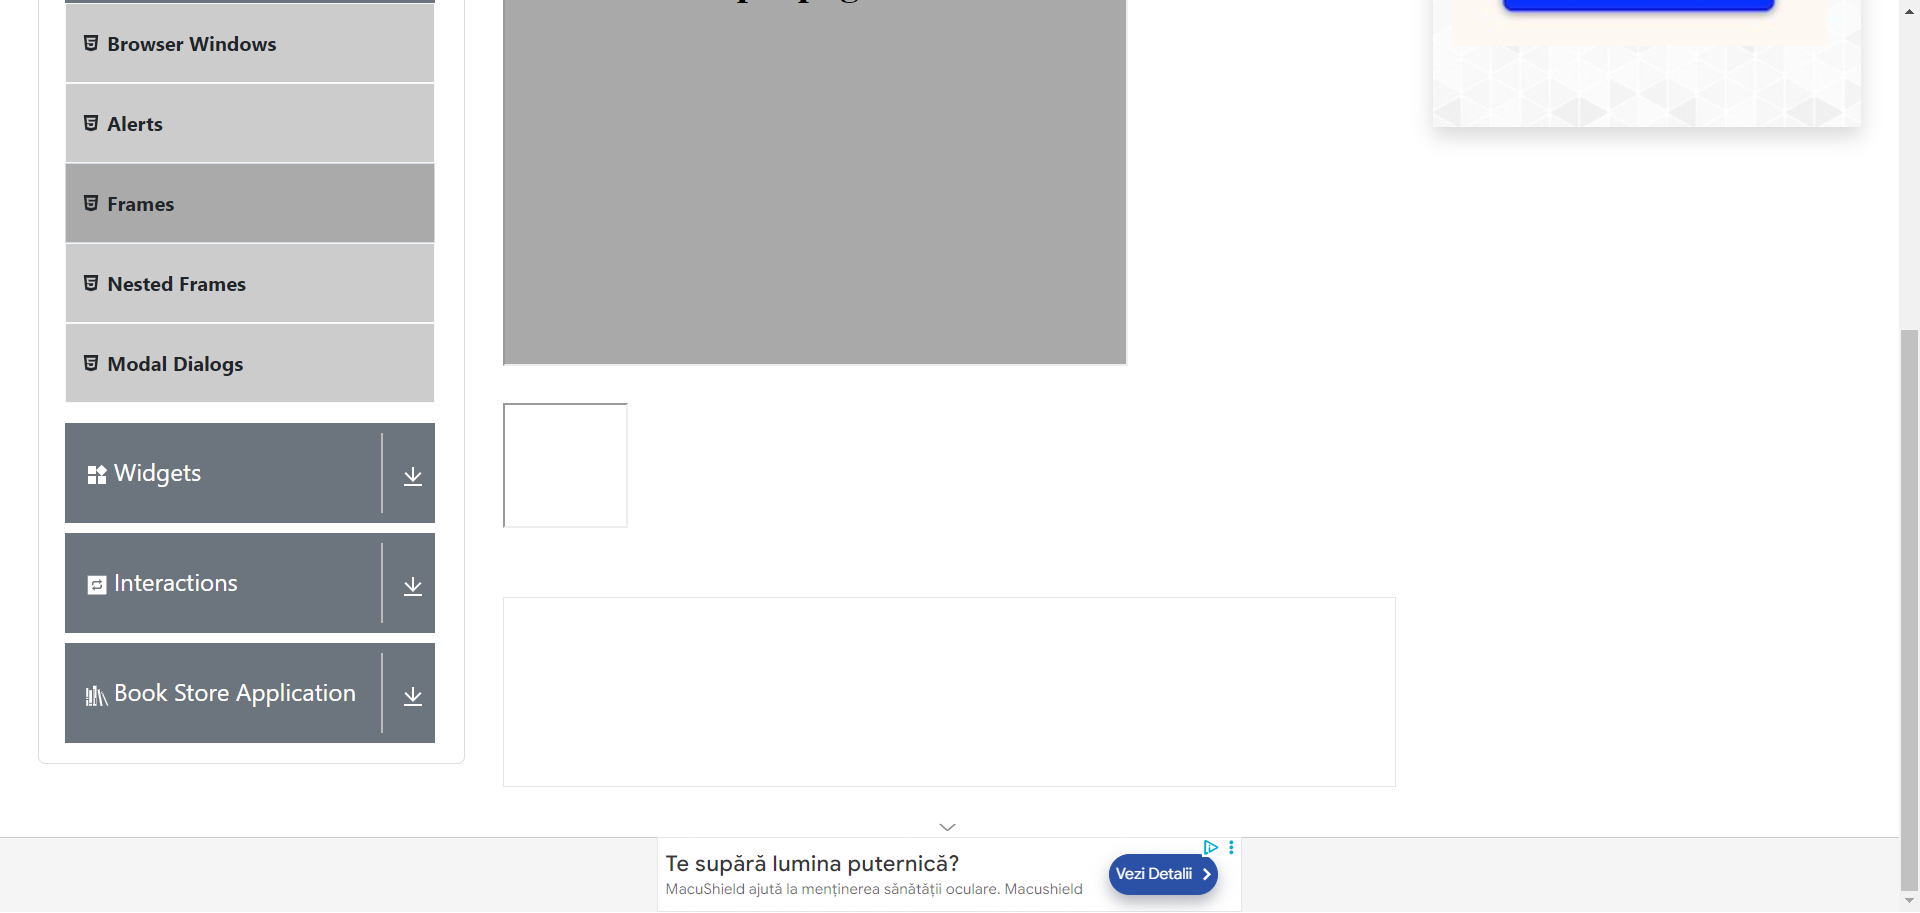 Browser Windows
Alerts
Frames
Nested Frames
Modal Dialogs
Widgets
Interactions
Book Store Application
Te supără lumina puternică?
MacuShield ajută la menținerea sănătății oculare. Macushield
Vezi Detalii